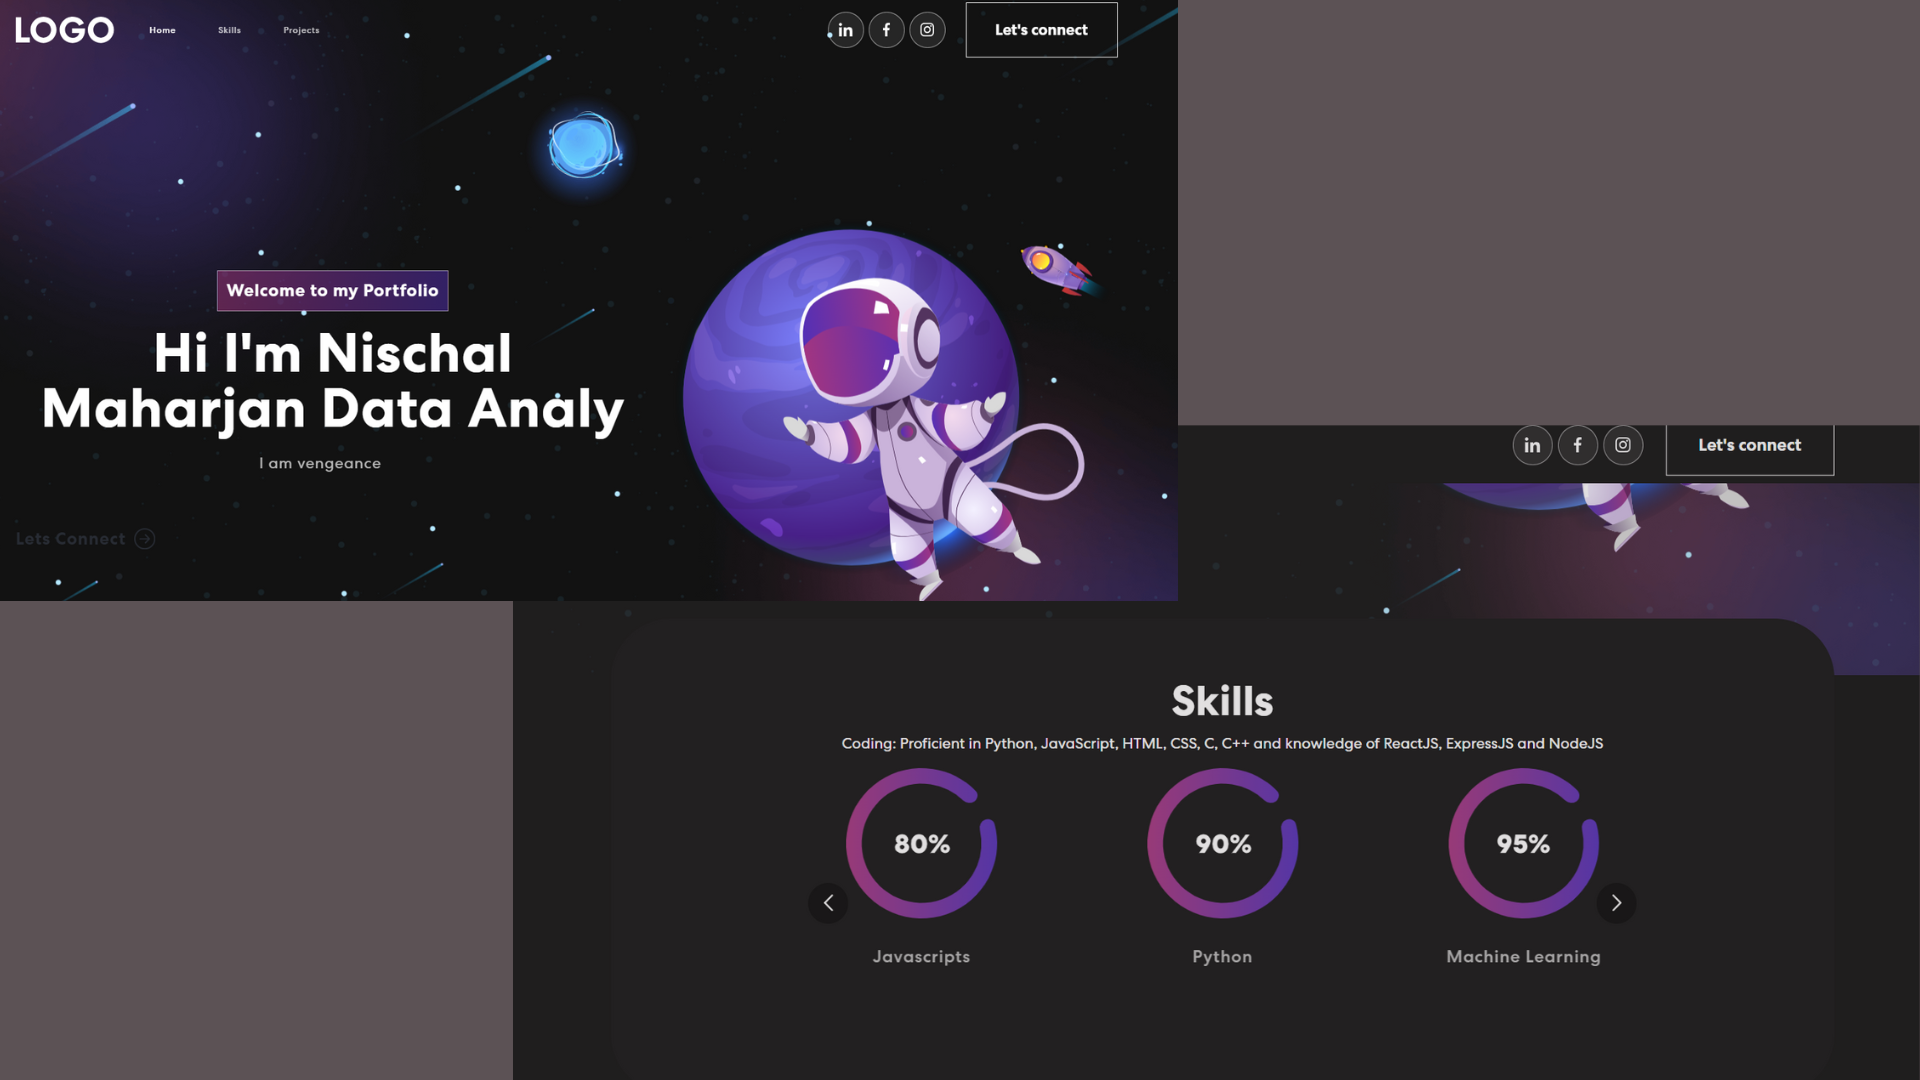 LOGO Home Skills Projects in f Let's connect
Welcome to my Portfolio
Hi I'm Nischal
Maharjan Data Analy
I am vengeance
Lets Connect
in f Let's connect
Skills
Coding: Proficient in Python, JavaScript, HTML, CSS, C, C++ and knowledge of ReactJS, ExpressJS and NodeJS
80% 90% 95%
Javascripts Python Machine Learning